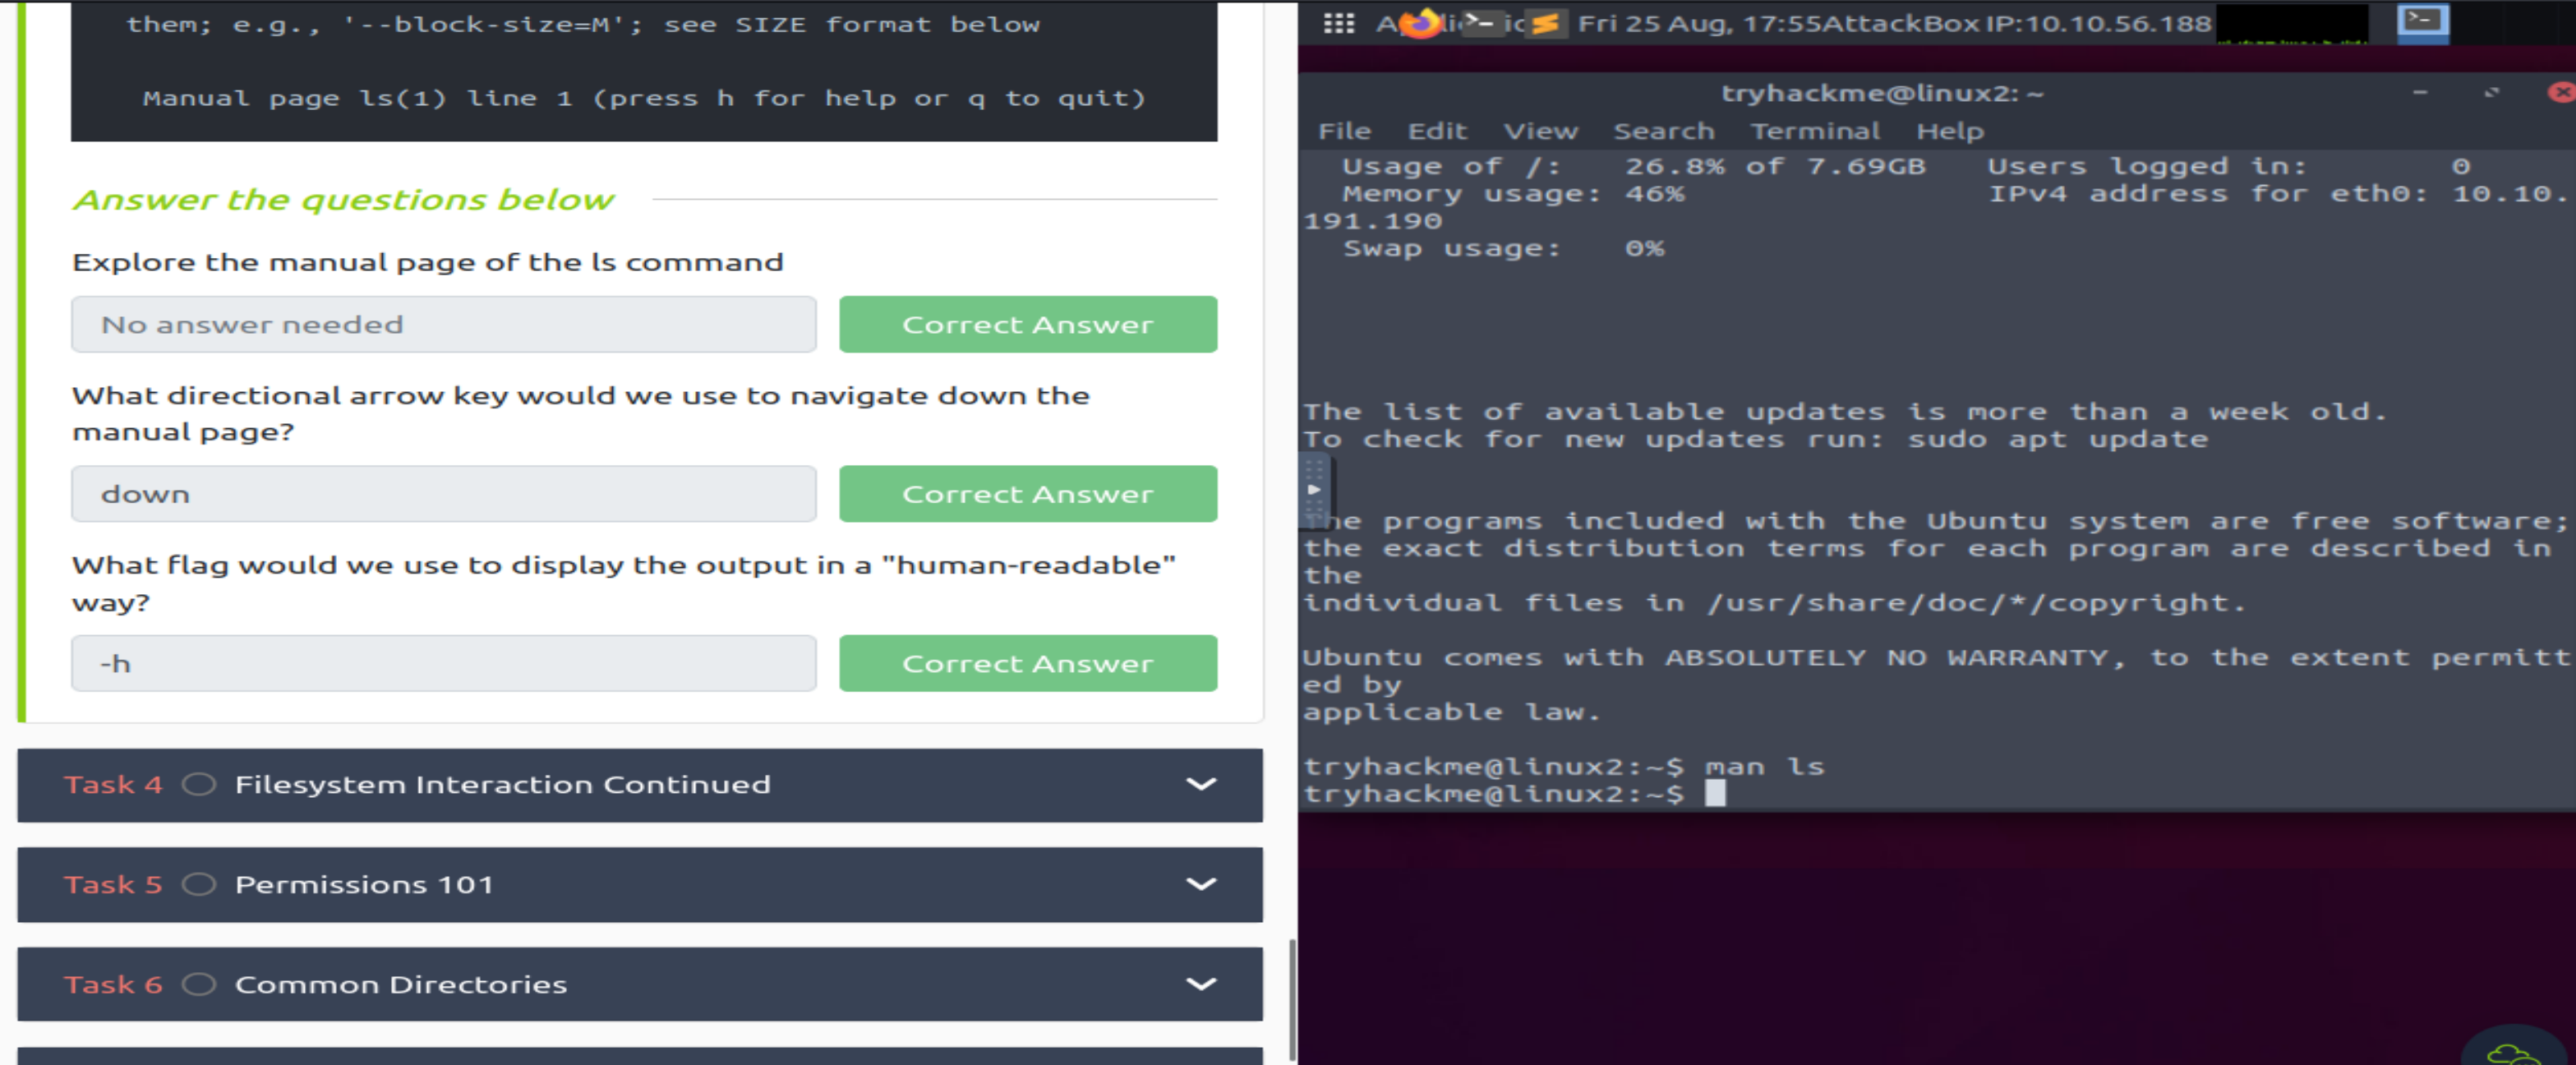 them; e.g., '--block-size=M'; see SIZE format below
Manual page ls(1) line 1 (press h for help or q to quit)
Answer the questions below
Explore the manual page of the ls command
No answer needed
Correct Answer
What directional arrow key would we use to navigate down the
manual page?
down
Correct Answer
What flag would we use to display the output in a "human-readable"
way?
-h
Correct Answer
Task 4 Filesystem Interaction Continued
Task 5 Permissions 101
Task 6 Common Directories
Fri 25 Aug, 17:55 AttackBox IP:10.10.56.188
tryhackme@linux2: ~
File Edit View Search Terminal Help
Usage of /: 26.8% of 7.69GB Users logged in: 0
Memory usage: 46% IPv4 address for eth0: 10.10.
191.190
Swap usage: 0%
The list of available updates is more than a week old.
To check for new updates run: sudo apt update
The programs included with the Ubuntu system are free software;
the exact distribution terms for each program are described in
the
individual files in /usr/share/doc/*/copyright.
Ubuntu comes with ABSOLUTELY NO WARRANTY, to the extent permitt
ed by
applicable law.
tryhackme@linux2:~$ man ls
tryhackme@linux2:~$